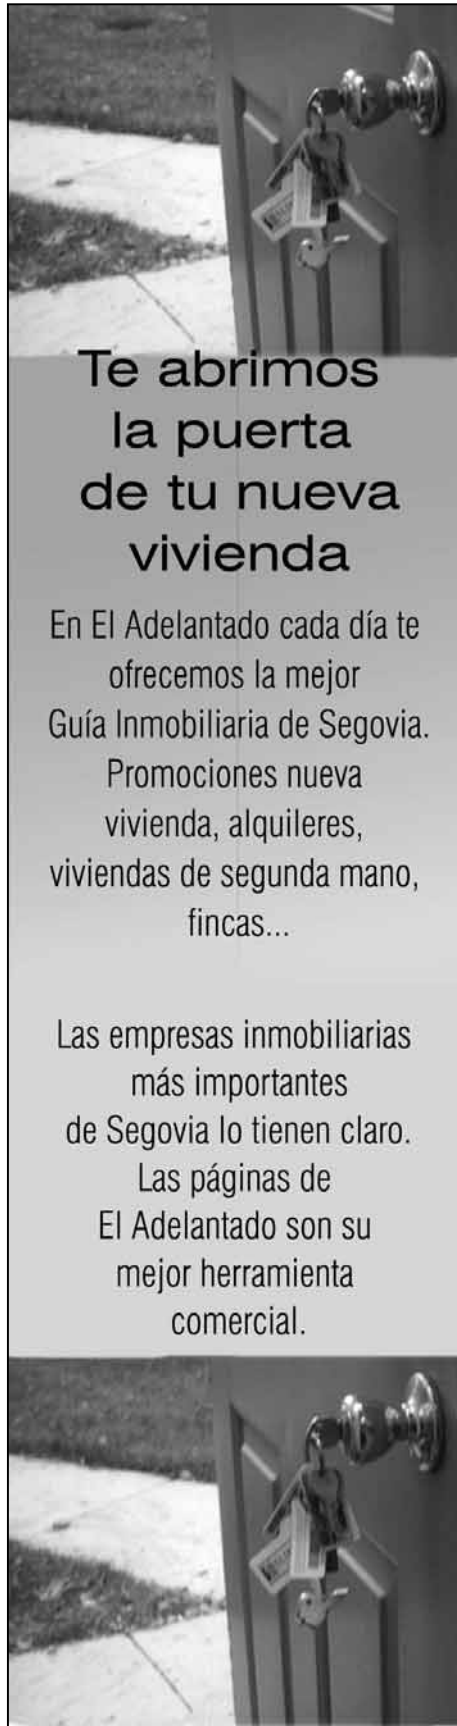 Te abrimos
la puerta
de tu nueva
vivienda
En El Adelantado cada día te
ofrecemos la mejor
Guía Inmobiliaria de Segovia.
Promociones nueva
vivienda, alquileres,
viviendas de segunda mano,
fincas...
Las empresas inmobiliarias
más importantes
de Segovia lo tienen claro.
Las páginas de
El Adelantado son su
mejor herramienta
comercial.